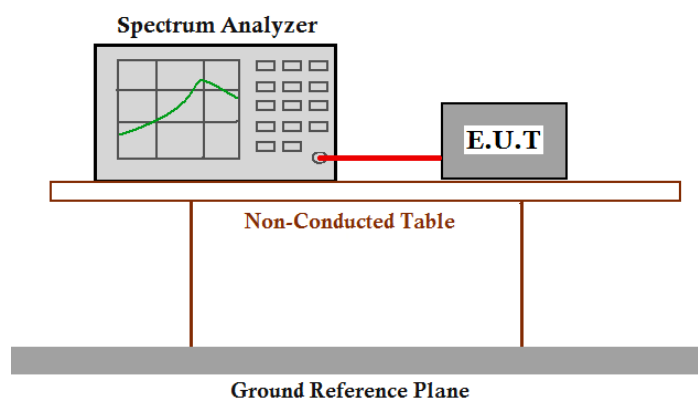 Spectrum Analyzer
E.U.T
Non-Conducted Table
Ground Reference Plane